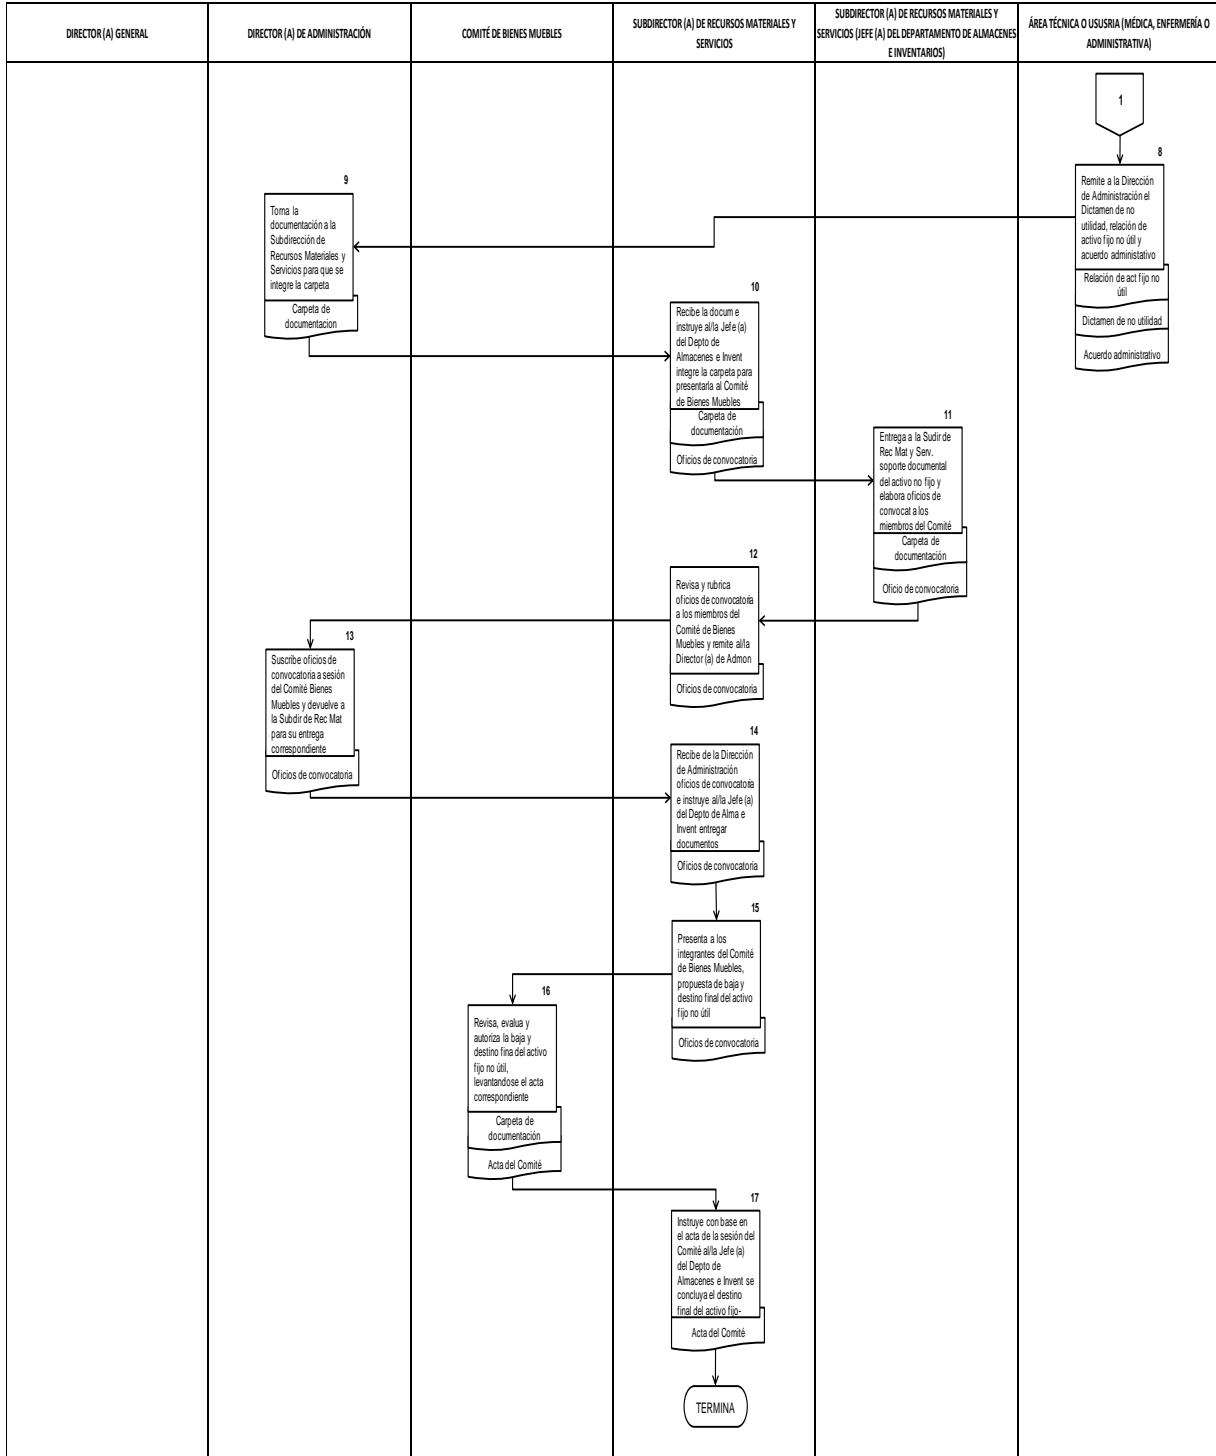 DIRECTOR (A) GENERAL
DIRECTOR (A) DE ADMINISTRACIÓN
COMITÉ DE BIENES MUEBLES
SUBDIRECTOR (A) DE RECURSOS MATERIALES Y
SERVICIOS
SUBDIRECTOR (A) DE RECURSOS MATERIALES Y
SERVICIOS (JEFE (A) DEL DEPARTAMENTO DE ALMACENES
E INVENTARIOS)
ÁREA TÉCNICA O USUSRIA (MÉDICA, ENFERMERÍA O
ADMINISTRATIVA)
1
8
Remite a la Dirección
de Administración el
Dictamen de no
utilidad, relación de
activo fijo no útil y
acuerdo administativo
Relación de act fijo no
útil
Dictamen de no utilidad
Acuerdo administrativo
9
Torna la
documentación a la
Subdirección de
Recursos Materiales y
Servicios para que se
integre la carpeta
Carpeta de
documentacion
10
Recibe la docum e
instruye al/la Jefe (a)
del Depto de
Almacenes e Invent
integre la carpeta para
presentarla al Comité
de Bienes Muebles
Carpeta de
documentación
Oficios de convocatoria
11
Entrega a la Sudir de
Rec Mat y Serv.
soporte documental
del activo no fijo y
elabora oficios de
convocat a los
miembros del Comité
Carpeta de
documentación
Oficio de convocatoria
12
Revisa y rubrica
oficios de convocatoria
a los miembros del
Comité de Bienes
Muebles y remite al/la
Director (a) de Admon
Oficios de convocatoria
13
Suscribe oficios de
convocatoria a sesión
del Comité Bienes
Muebles y devuelve a
la Subdir de Rec Mat
para su entrega
correspondiente
Oficios de convocatoria
14
Recibe de la Dirección
de Administración
oficios de convocatoria
e instruye al/la Jefe (a)
del Depto de Alma e
Invent entregar
documentos
Oficios de convocatoria
15
Presenta a los
integrantes del Comité
de Bienes Muebles,
propuesta de baja y
destino final del activo
fijo no útil
Oficios de convocatoria
16
Revisa, evalua y
autoriza la baja y
destino fina del activo
fijo no útil,
levantandose el acta
correspondiente
Carpeta de
documentación
Acta del Comité
17
Instruye con base en
el acta de la sesión del
Comité al/la Jefe (a)
del Depto de
Almacenes e Invent se
concluya el destino
final del activo fijo-
Acta del Comité
TERMINA